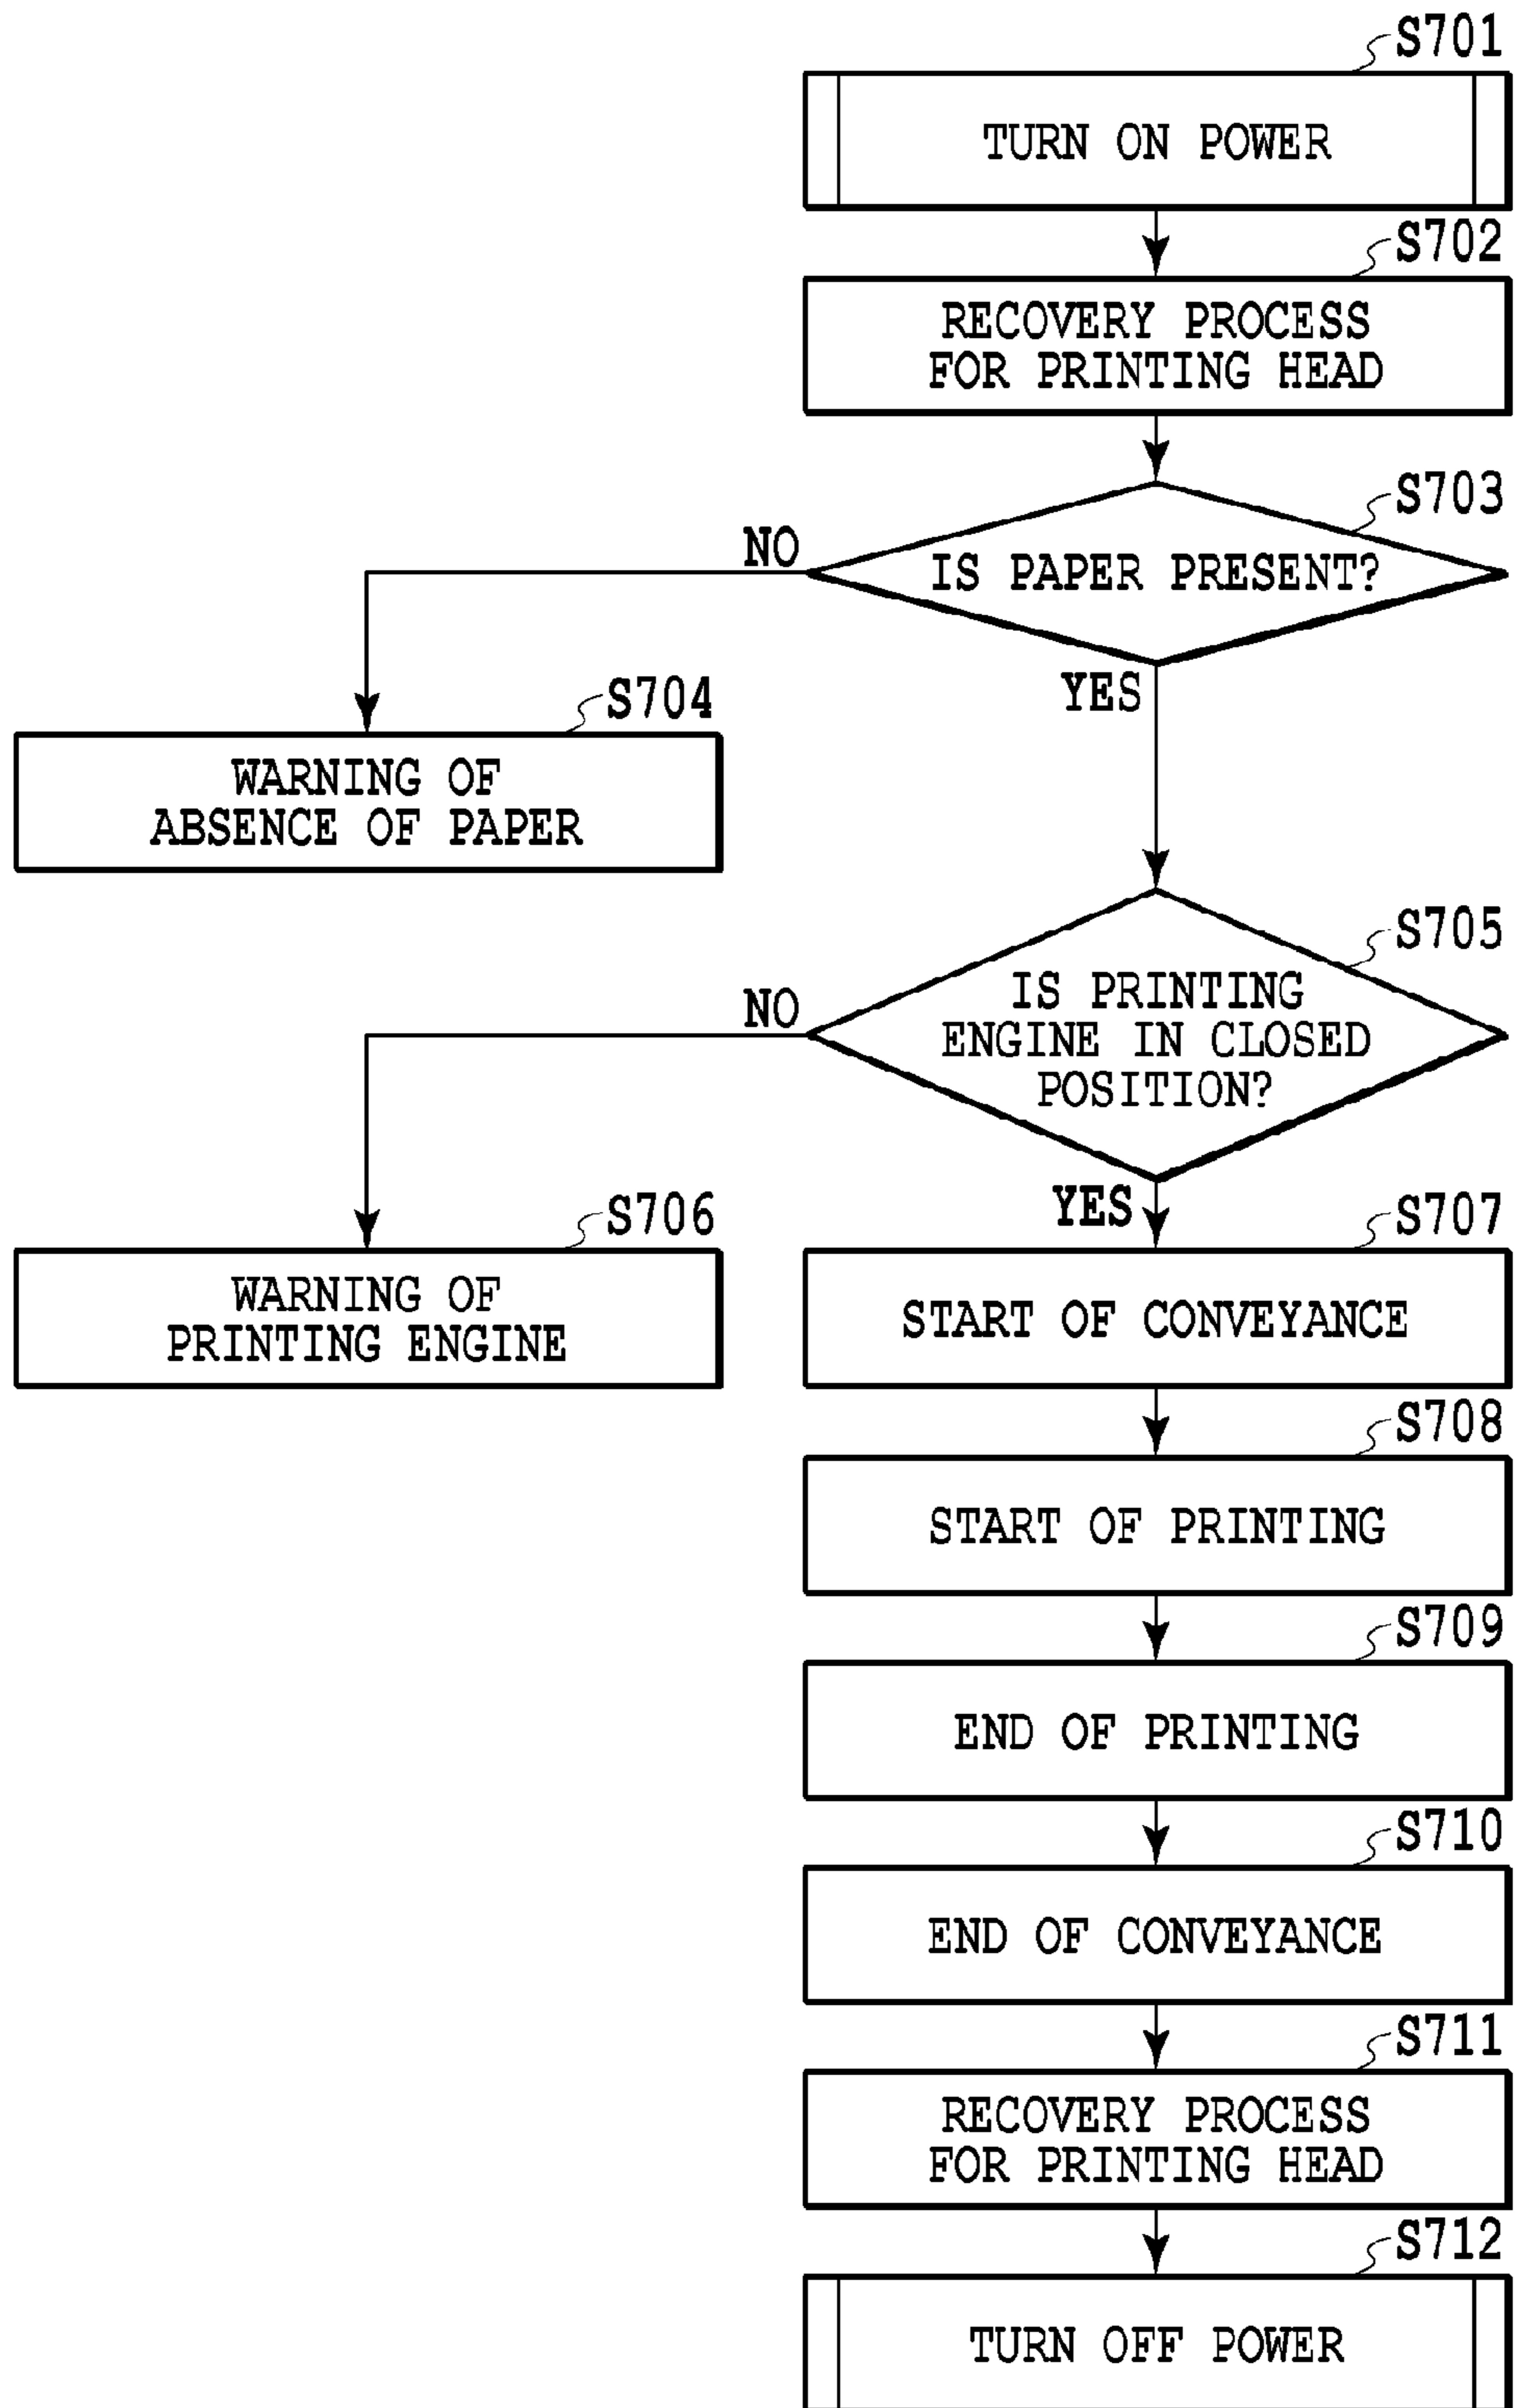 S701
TURN ON POWER
S702
RECOVERY PROCESS
FOR PRINTING HEAD
S703
IS PAPER PRESENT?
NO
YES
S704
WARNING OF
ABSENCE OF PAPER
S705
IS PRINTING
ENGINE IN CLOSED
POSITION?
NO
YES
S706
WARNING OF
PRINTING ENGINE
S707
START OF CONVEYANCE
S708
START OF PRINTING
S709
END OF PRINTING
S710
END OF CONVEYANCE
S711
RECOVERY PROCESS
FOR PRINTING HEAD
S712
TURN OFF POWER